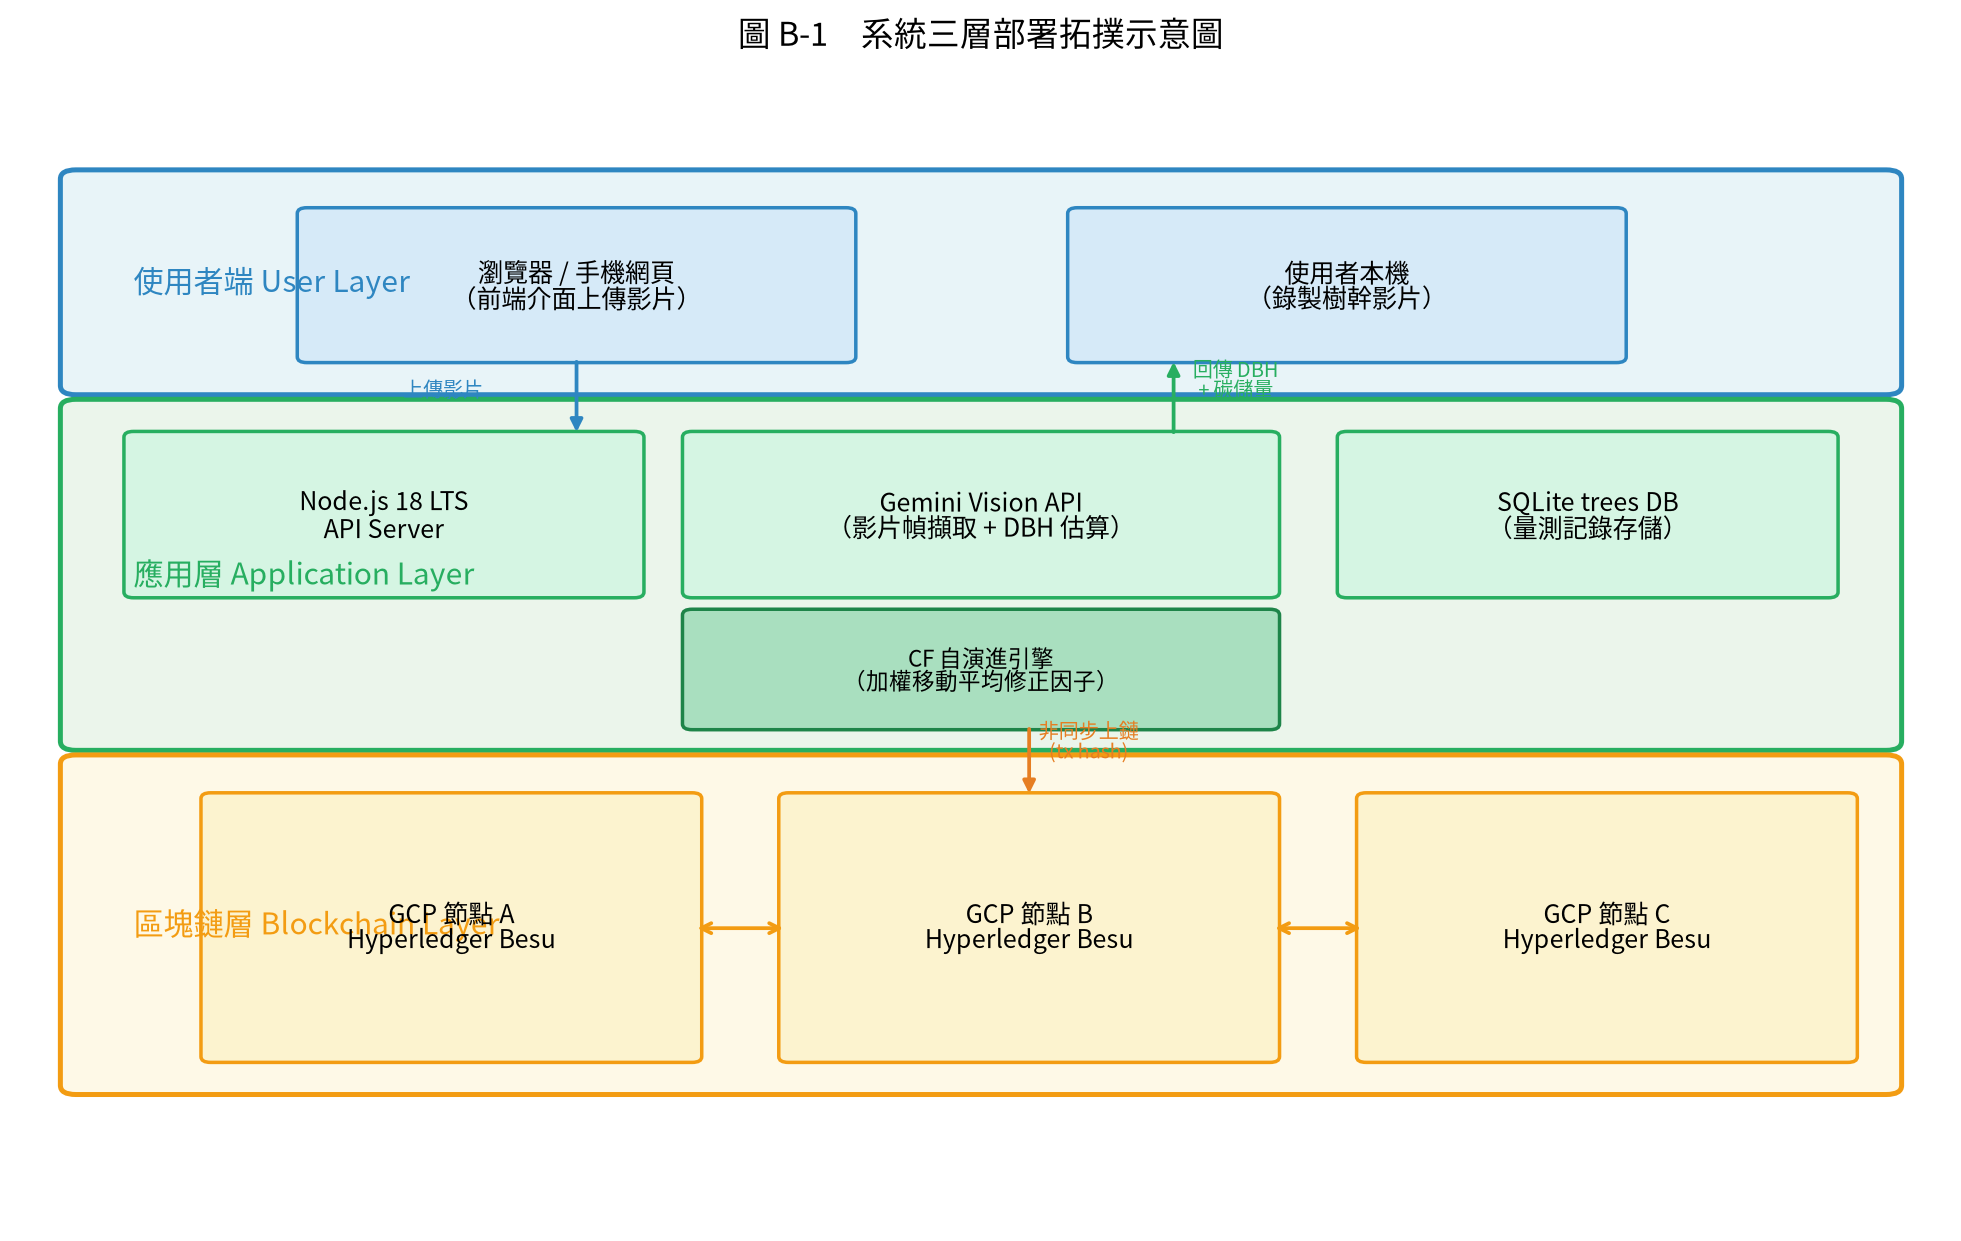 圖 B-1　系統三層部署拓撲示意圖
使用者端 User Layer
瀏覽器 / 手機網頁
（前端介面上傳影片）
使用者本機
（錄製樹幹影片）
上傳影片
回傳 DBH
+ 碳儲量
Node.js 18 LTS
API Server
Gemini Vision API
（影片幀擷取 + DBH 估算）
SQLite trees DB
（量測記錄存儲）
應用層 Application Layer
CF 自演進引擎
（加權移動平均修正因子）
非同步上鏈
(tx hash)
區塊鏈層 Blockchain Layer
GCP 節點 A
Hyperledger Besu
GCP 節點 B
Hyperledger Besu
GCP 節點 C
Hyperledger Besu